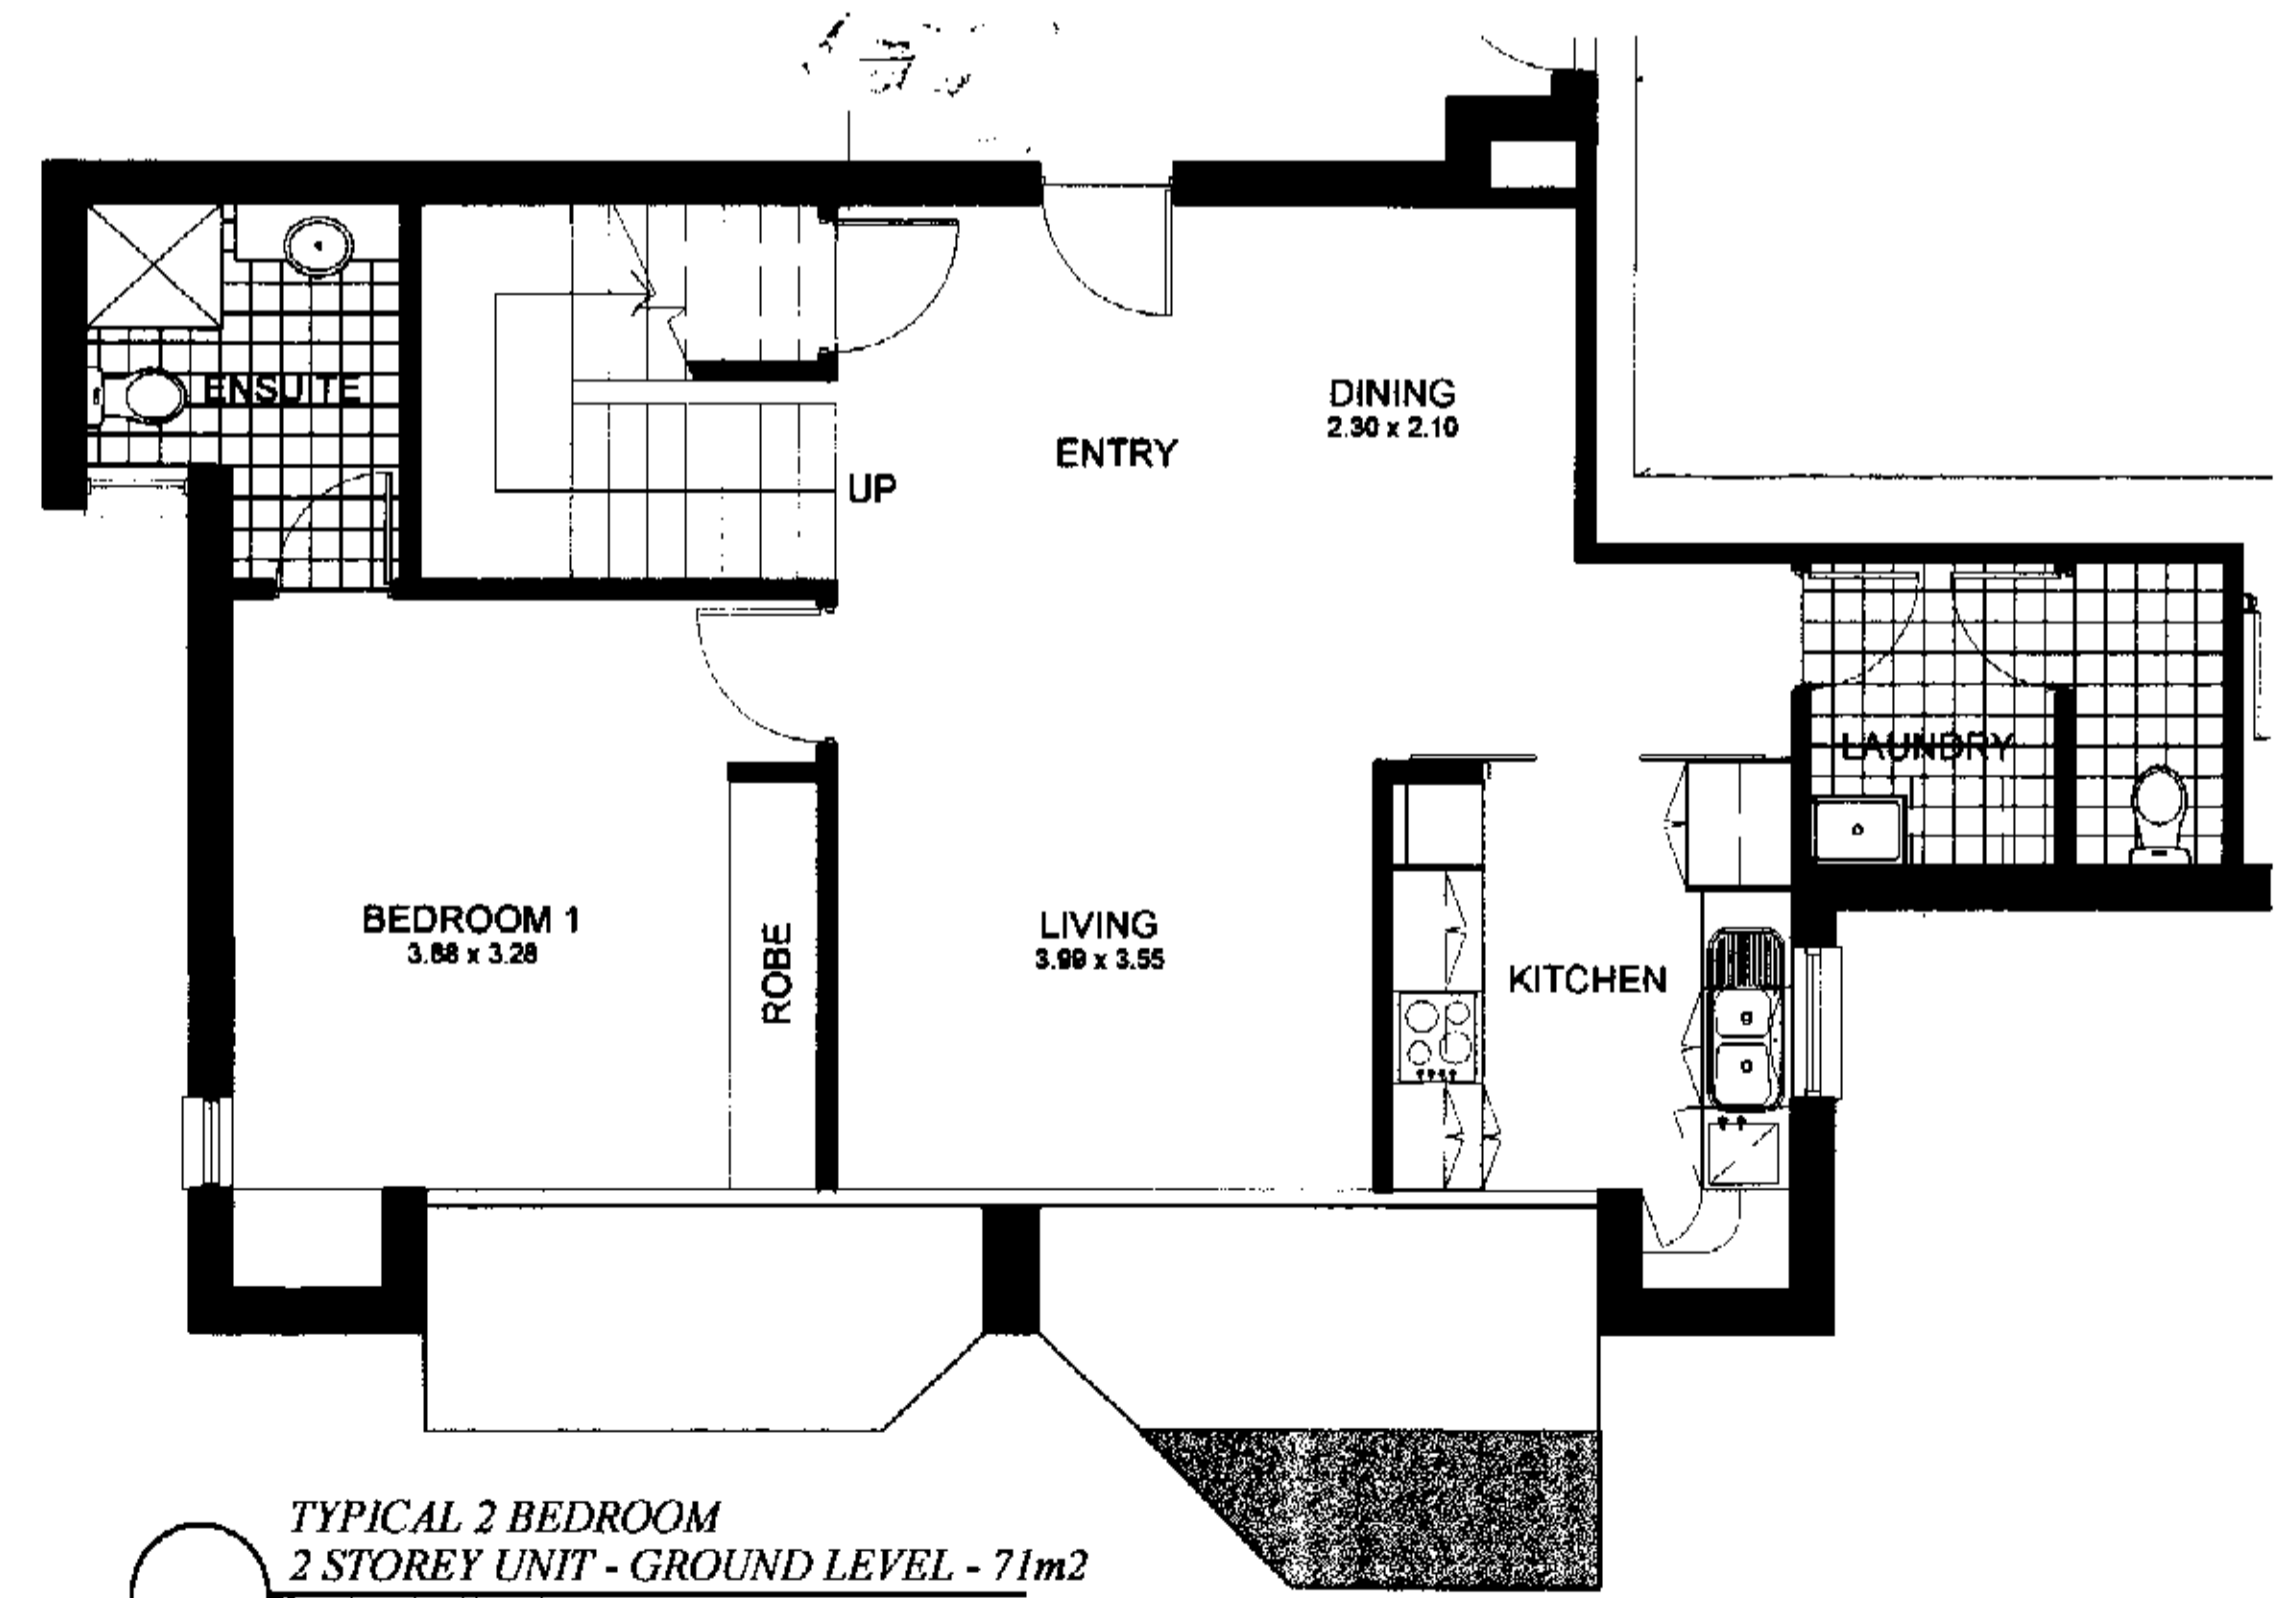 ENSUITE
DINING
2.30 x 2.10
ENTRY
UP
LAUNDRY
BEDROOM 1
3.88 x 3.28
ROBE
LIVING
3.99 x 3.55
KITCHEN
TYPICAL 2 BEDROOM
2 STOREY UNIT - GROUND LEVEL - 71m2